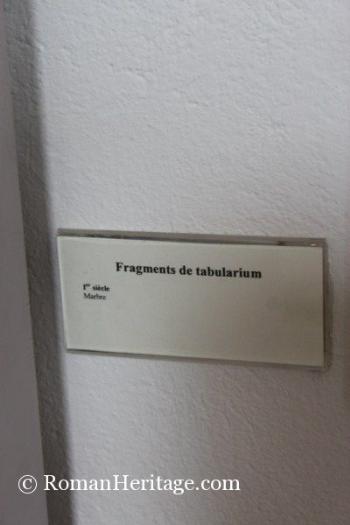 Fragments de tabularium
Ier siècle
Marbre
© RomanHeritage.com